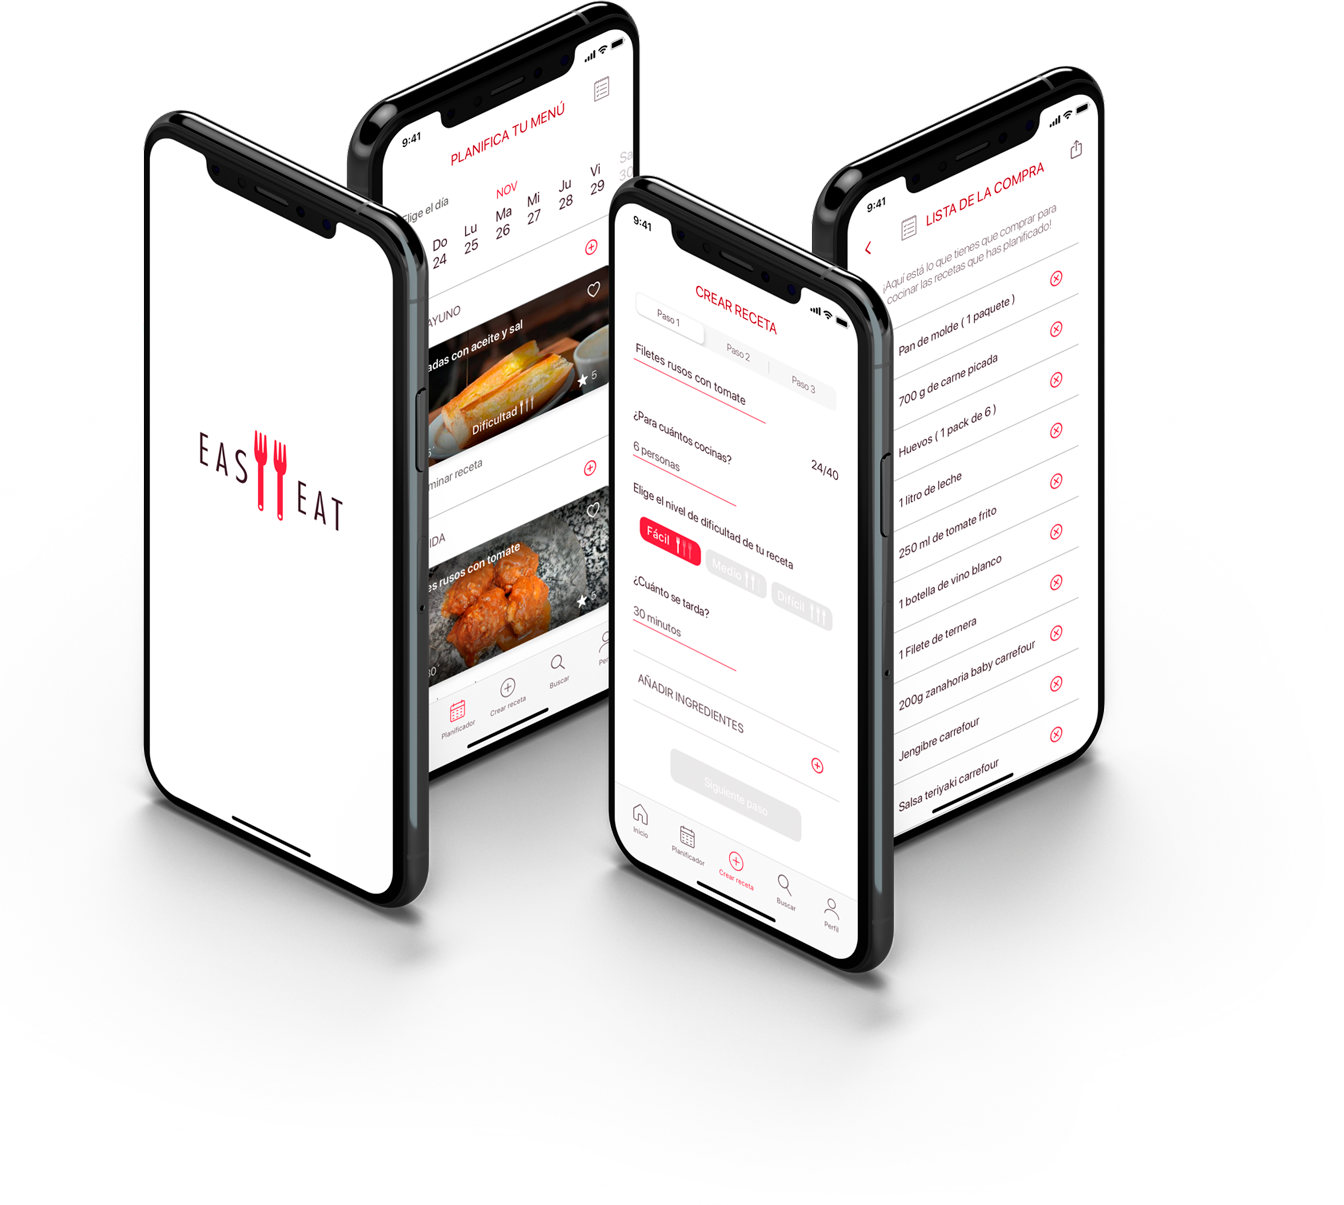 EAS
EAT
9:41
PLANIFICA TU MENÚ
Elige el día
NOV
Do
Lu
Ma
Mi
Ju
Vi
Sa
24
25
26
27
28
29
30
AYUNO
adas con aceite y sal
5
Dificultad
minar receta
IDA
es rusos con tomate
5
Planificador
Crear receta
Buscar
Per
9:41
CREAR RECETA
Paso 1
Paso 2
Paso 3
Filetes rusos con tomate
24/40
¿Para cuántos cocinas?
6 personas
Elige el nivel de dificultad de tu receta
Fácil
Medio
Difícil
¿Cuánto se tarda?
30 minutos
AÑADIR INGREDIENTES
Siguiente paso
Inicio
Planificador
Crear receta
Buscar
Perfil
9:41
LISTA DE LA COMPRA
¡Aquí está lo que tienes que comprar para
cocinar las recetas que has planificado!
Pan de molde ( 1 paquete )
700 g de carne picada
Huevos ( 1 pack de 6 )
1 litro de leche
250 ml de tomate frito
1 botella de vino blanco
1 Filete de ternera
200g zanahoria baby carrefour
Jengibre carrefour
Salsa teriyaki carrefour